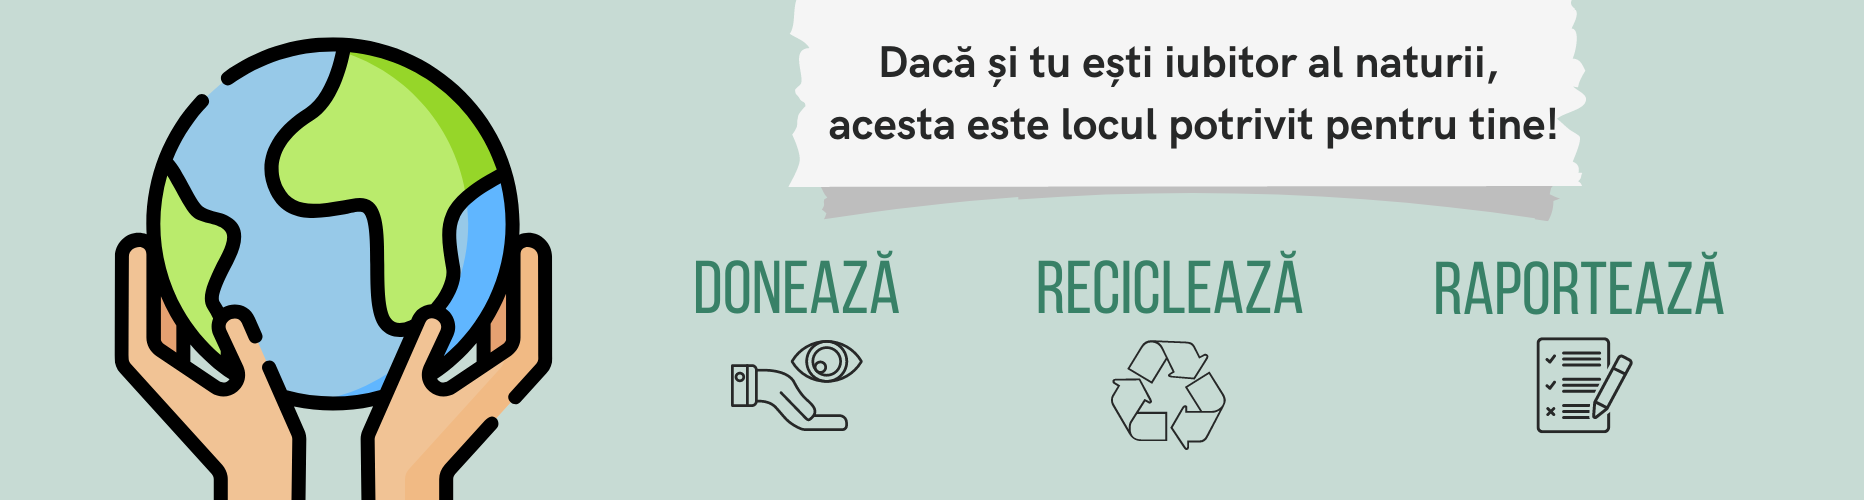 Dacă și tu ești iubitor al naturii,
acesta este locul potrivit pentru tine!
DONEAZĂ
RECICLEAZĂ
RAPORTEAZĂ